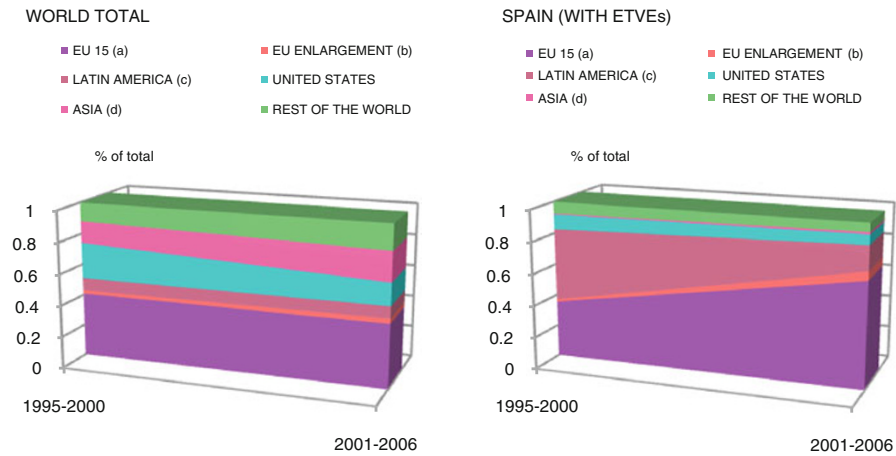 WORLD TOTAL
EU 15 (a)
EU ENLARGEMENT (b)
LATIN AMERICA (c)
UNITED STATES
ASIA (d)
REST OF THE WORLD
% of total
1
0.8
0.6
0.4
0.2
0
1995-2000
2001-2006
SPAIN (WITH ETVEs)
EU 15 (a)
EU ENLARGEMENT (b)
LATIN AMERICA (c)
UNITED STATES
ASIA (d)
REST OF THE WORLD
% of total
1
0.8
0.6
0.4
0.2
0
1995-2000
2001-2006